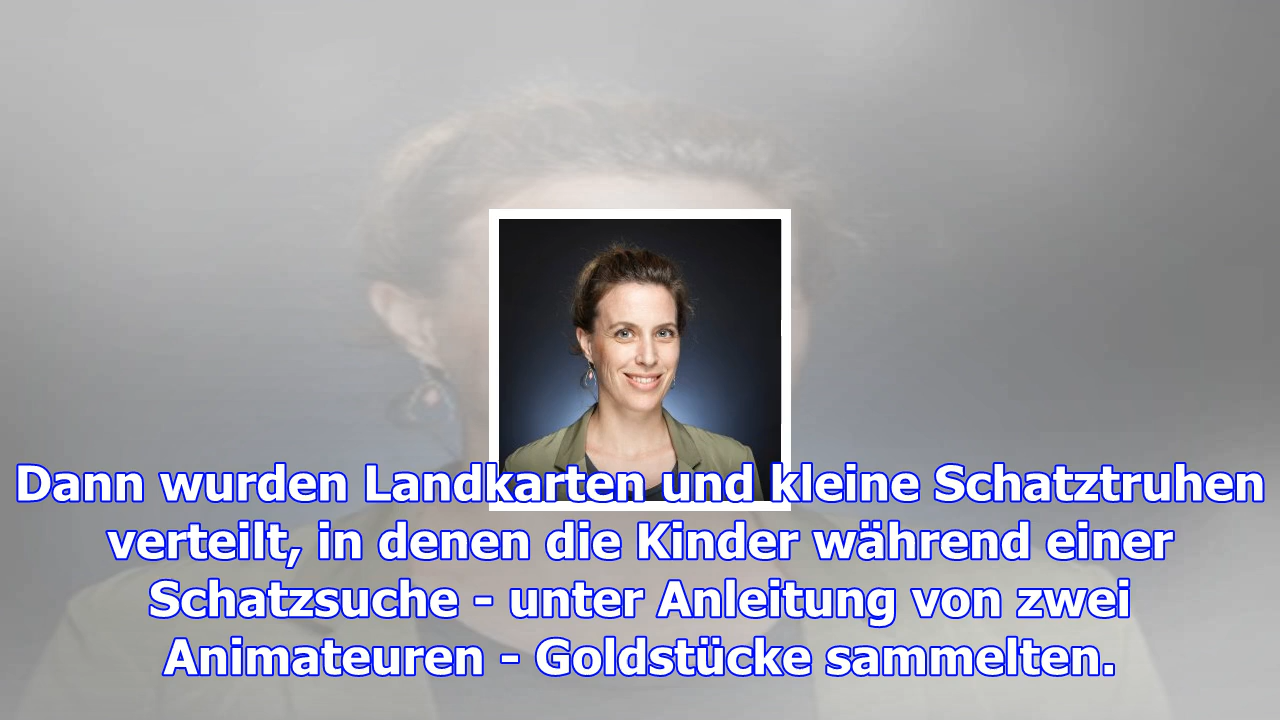 Dann wurden Landkarten und kleine Schatztruhen
verteilt, in denen die Kinder während einer
Schatzsuche - unter Anleitung von zwei
Animateuren - Goldstücke sammelten.